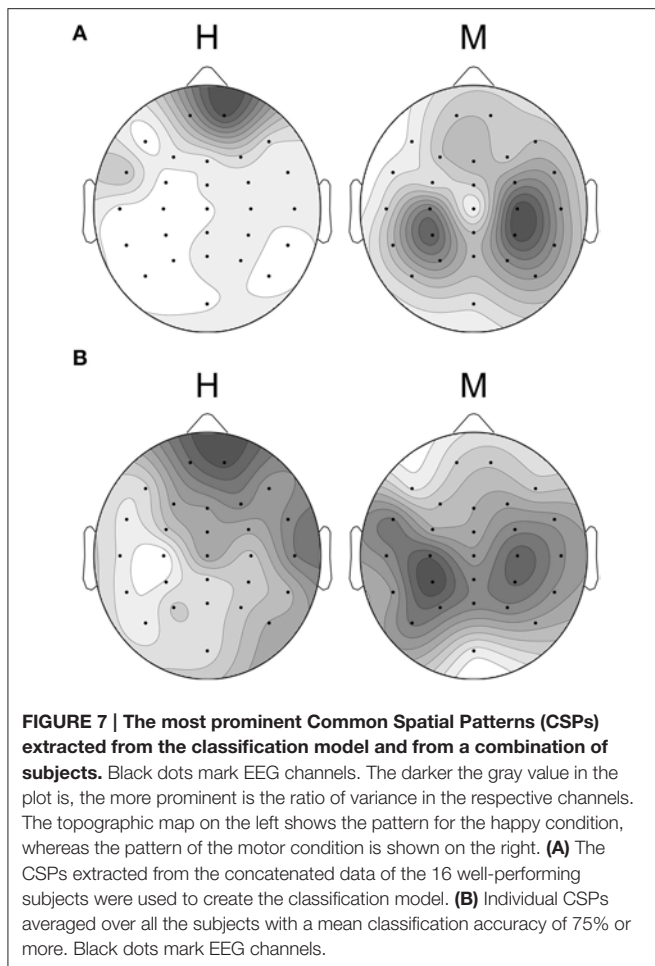 A
H M
B
H M
FIGURE 7 | The most prominent Common Spatial Patterns (CSPs)
extracted from the classification model and from a combination of
subjects. Black dots mark EEG channels. The darker the gray value in the
plot is, the more prominent is the ratio of variance in the respective channels.
The topographic map on the left shows the pattern for the happy condition,
whereas the pattern of the motor condition is shown on the right. (A) The
CSPs extracted from the concatenated data of the 16 well-performing
subjects were used to create the classification model. (B) Individual CSPs
averaged over all the subjects with a mean classification accuracy of 75% or
more. Black dots mark EEG channels.